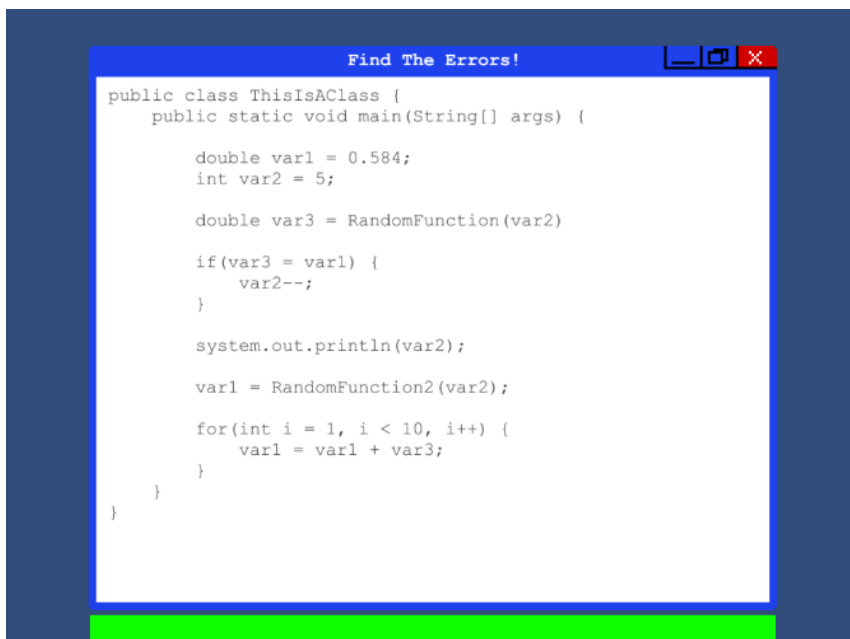 Find The Errors!
public class ThisIsAClass {
public static void main(String[] args) {
double var1 = 0.584;
int var2 = 5;
double var3 = RandomFunction(var2)
if(var3 = var1) {
var2--;
}
system.out.println(var2);
var1 = RandomFunction2(var2);
for(int i = 1, i < 10, i++) {
var1 = var1 + var3;
}
}
}